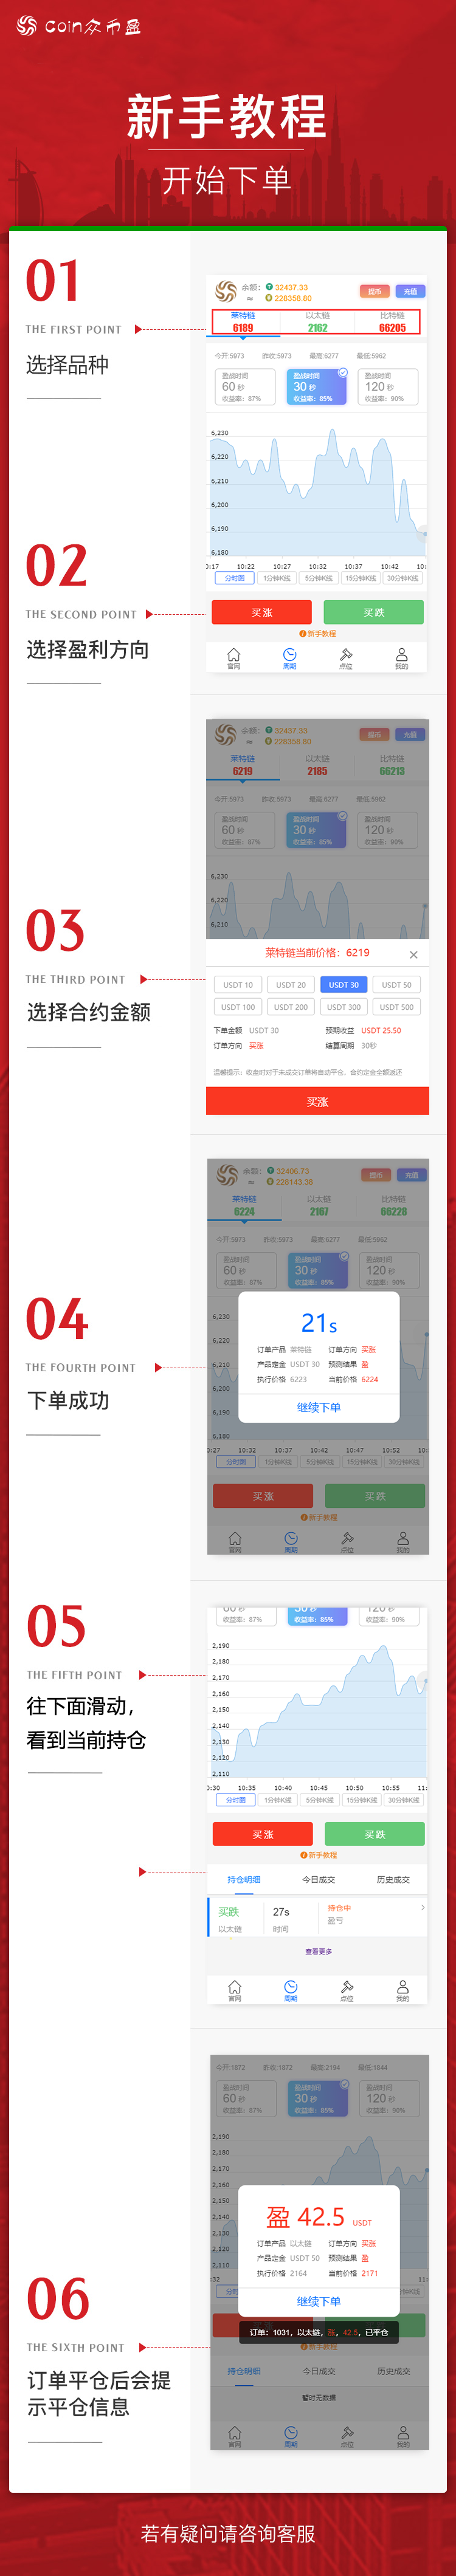 Coin众币盈
新手教程
开始下单
01
THE FIRST POINT
选择品种
余额: 32437.33
≈ 228358.80
提币 充值
莱特链 以太链 比特链
6189 2162 66205
今开:5973 昨收:5973 最高:6277 最低:5962
盈战时间 盈战时间 盈战时间
60 秒 30 秒 120 秒
收益率: 87% 收益率: 85% 收益率: 90%
6,230
6,220
6,210
6,200
6,190
6,180
0:17 10:22 10:27 10:32 10:37 10:42 10:
分时图 1分钟K线 5分钟K线 15分钟K线 30分钟K线
02
THE SECOND POINT
选择盈利方向
买涨 买跌
新手教程
官网 周期 点位 我的
余额: 32437.33
≈ 228358.80
提币 充值
莱特链 以太链 比特链
6219 2185 66213
今开:5973 昨收:5973 最高:6277 最低:5962
盈战时间 盈战时间 盈战时间
60 秒 30 秒 120 秒
收益率: 87% 收益率: 85% 收益率: 90%
6,230
6,220
6,210
03
THE THIRD POINT
选择合约金额
莱特链当前价格: 6219
USDT 10 USDT 20 USDT 30 USDT 50
USDT 100 USDT 200 USDT 300 USDT 500
下单金额 USDT 30 预期收益 USDT 25.50
订单方向 买涨 结算周期 30秒
温馨提示: 收盘时对于未成交订单将自动平仓，合约定金全额返还
买涨
余额: 32406.73
≈ 228143.38
提币 充值
莱特链 以太链 比特链
6224 2167 66228
今开:5973 昨收:5973 最高:6277 最低:5962
盈战时间 盈战时间
60 秒 30 秒 120 秒
收益率: 87% 收益率: 85% 收益率: 90%
04
THE FOURTH POINT
下单成功
6,230
6,220
6,210
6,200
6,190
6,180
21s
订单产品 莱特链 订单方向 买涨
产品定金 USDT 30 预测结果 盈
执行价格 6223 当前价格 6224
继续下单
0:27 10:32 10:37 10:42 10:47 10:52 10:
分时图 1分钟K线 5分钟K线 15分钟K线 30分钟K线
买涨 买跌
新手教程
官网 周期 点位 我的
05
THE FIFTH POINT
往下面滑动，
看到当前持仓
60 秒 30 秒 120 秒
收益率: 87% 收益率: 85% 收益率: 90%
2,190
2,180
2,170
2,160
2,150
2,140
2,130
2,120
2,110
0:30 10:35 10:40 10:45 10:50 10:55 11:
分时图 1分钟K线 5分钟K线 15分钟K线 30分钟K线
买涨 买跌
新手教程
持仓明细 今日成交 历史成交
买跌 27s 持仓中
以太链 时间 盈亏
查看更多
官网 周期 点位 我的
今开:1872 昨收:1872 最高:2194 最低:1844
盈战时间 盈战时间 盈战时间
60 秒 30 秒 120 秒
收益率: 87% 收益率: 85% 收益率: 90%
2,190
2,180
2,170
2,160
2,150
2,140
2,130
2,120
2,110
盈 42.5 USDT
订单产品 以太链 订单方向 买涨
产品定金 USDT 50 预测结果 盈
执行价格 2164 当前价格 2171
继续下单
06
THE SIXTH POINT
订单平仓后会提
示平仓信息
订单: 1031, 以太链, 涨, 42.5, 已平仓
新手教程
持仓明细 今日成交 历史成交
暂时无数据
官网 周期 点位 我的
若有疑问请咨询客服